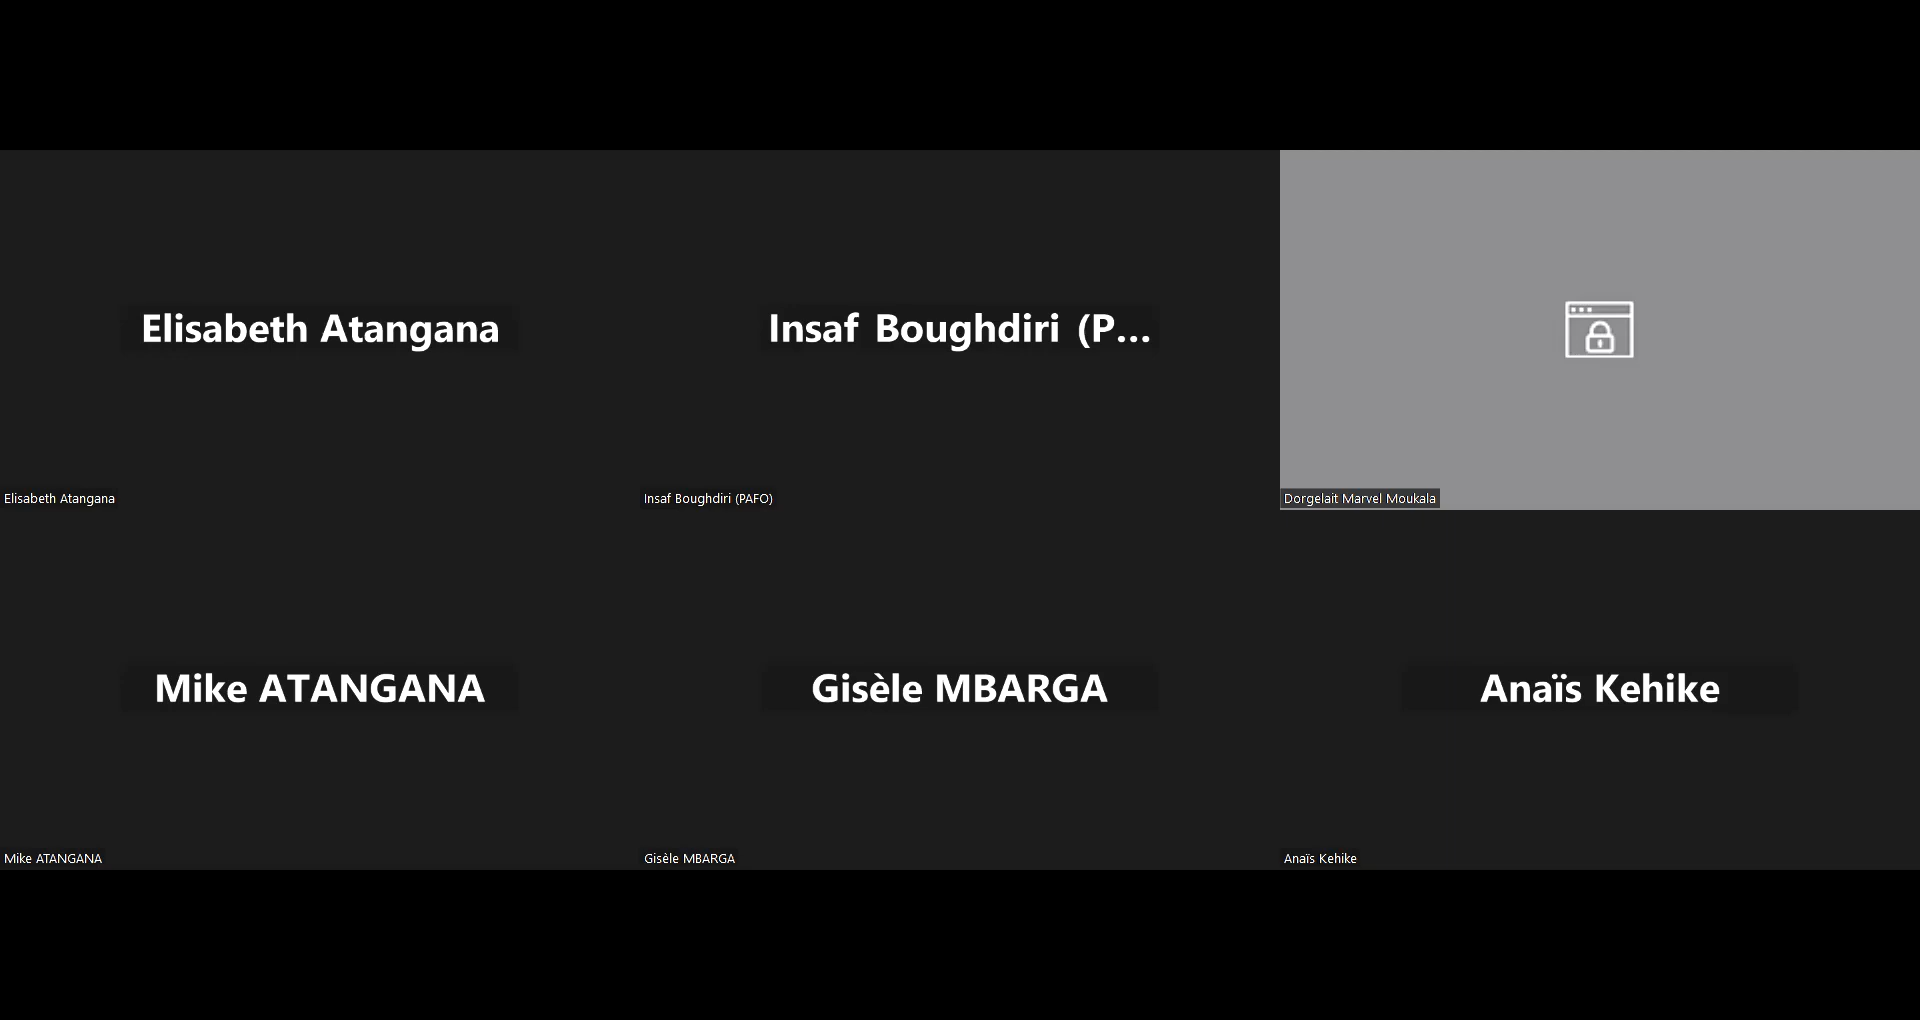 Elisabeth Atangana
Insaf Boughdiri (P...
Elisabeth Atangana
Insaf Boughdiri (PAFO)
Dorgelait Marvel Moukala
Mike ATANGANA
Gisèle MBARGA
Anaïs Kehike
Mike ATANGANA
Gisèle MBARGA
Anaïs Kehike